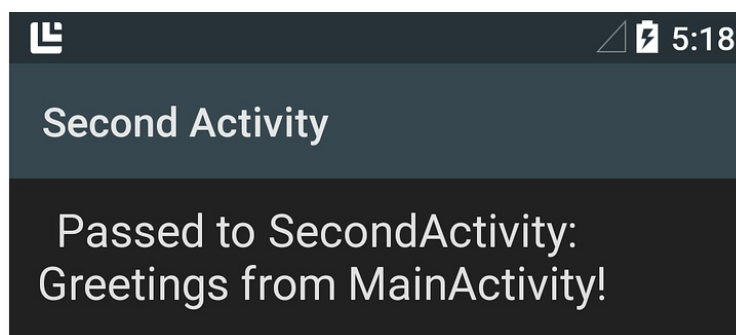 5:18
Second Activity
Passed to SecondActivity:
Greetings from MainActivity!